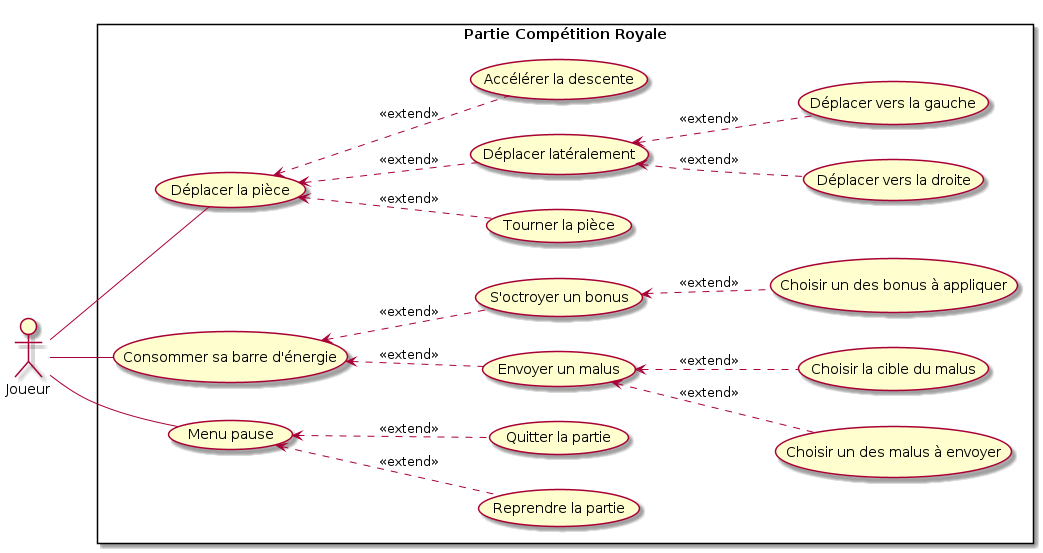 Partie Compétition Royale
Accélérer la descente
Déplacer vers la gauche
«extend»
«extend»
Déplacer latéralement
«extend»
«extend»
Déplacer vers la droite
Déplacer la pièce
«extend»
Tourner la pièce
«extend»
Choisir un des bonus à appliquer
S'octroyer un bonus
«extend»
Consommer sa barre d'énergie
«extend»
«extend»
Envoyer un malus
Choisir la cible du malus
Joueur
«extend»
Menu pause
«extend»
Quitter la partie
Choisir un des malus à envoyer
«extend»
Reprendre la partie